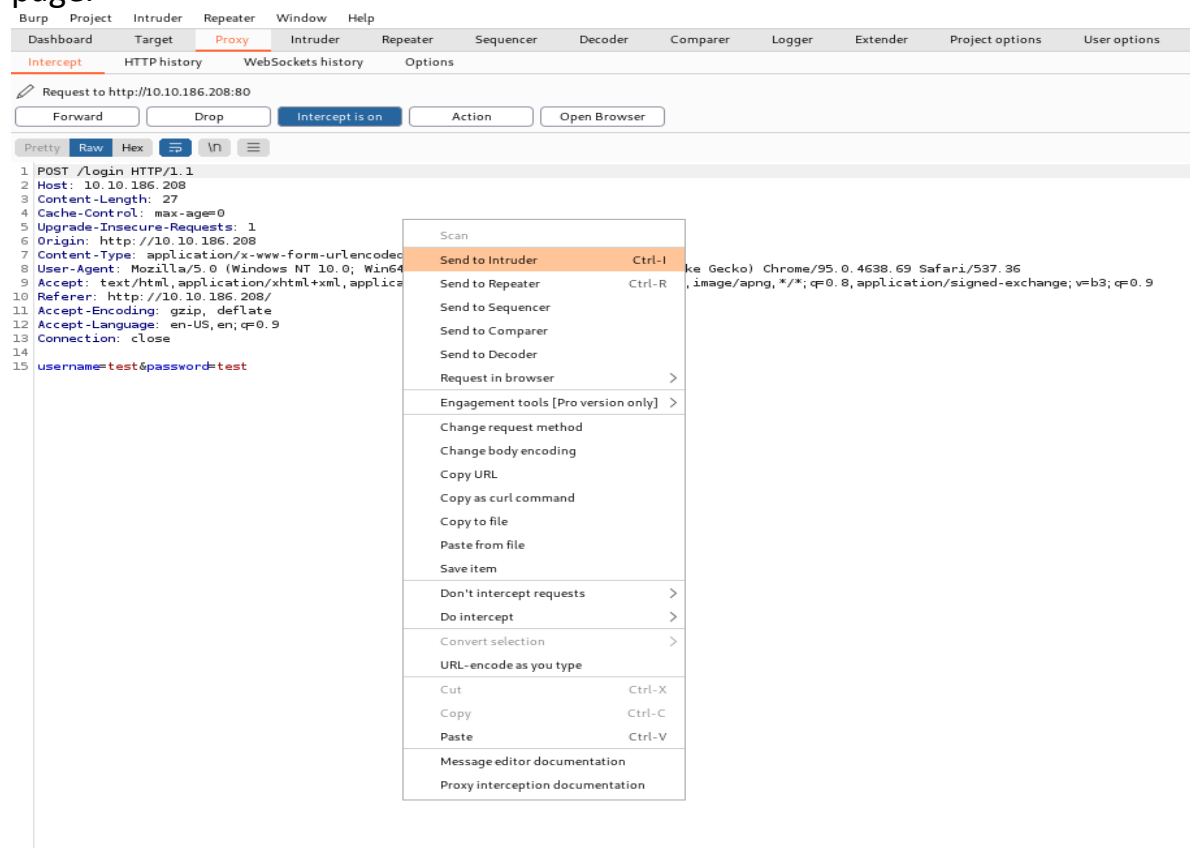 page.
Burp Project Intruder Repeater Window Help
Dashboard Target Proxy Intruder Repeater Sequencer Decoder Comparer Logger Extender Project options User options
Intercept HTTP history WebSockets history Options
Request to http://10.10.186.208:80
Forward Drop Intercept is on Action Open Browser
Pretty Raw Hex \n
1 POST /login HTTP/1.1
2 Host: 10.10.186.208
3 Content-Length: 27
4 Cache-Control: max-age=0
5 Upgrade-Insecure-Requests: 1
6 Origin: http://10.10.186.208
7 Content-Type: application/x-www-form-urlencoded
8 User-Agent: Mozilla/5.0 (Windows NT 10.0; Win64 ke Gecko) Chrome/95.0.4638.69 Safari/537.36
9 Accept: text/html,application/xhtml+xml,applica ,image/apng,*/*;q=0.8,application/signed-exchange;v=b3;q=0.9
10 Referer: http://10.10.186.208/
11 Accept-Encoding: gzip, deflate
12 Accept-Language: en-US,en;q=0.9
13 Connection: close
14
15 username=test&password=test
Scan
Send to Intruder Ctrl-I
Send to Repeater Ctrl-R
Send to Sequencer
Send to Comparer
Send to Decoder
Request in browser
Engagement tools [Pro version only]
Change request method
Change body encoding
Copy URL
Copy as curl command
Copy to file
Paste from file
Save item
Don't intercept requests
Do intercept
Convert selection
URL-encode as you type
Cut Ctrl-X
Copy Ctrl-C
Paste Ctrl-V
Message editor documentation
Proxy interception documentation